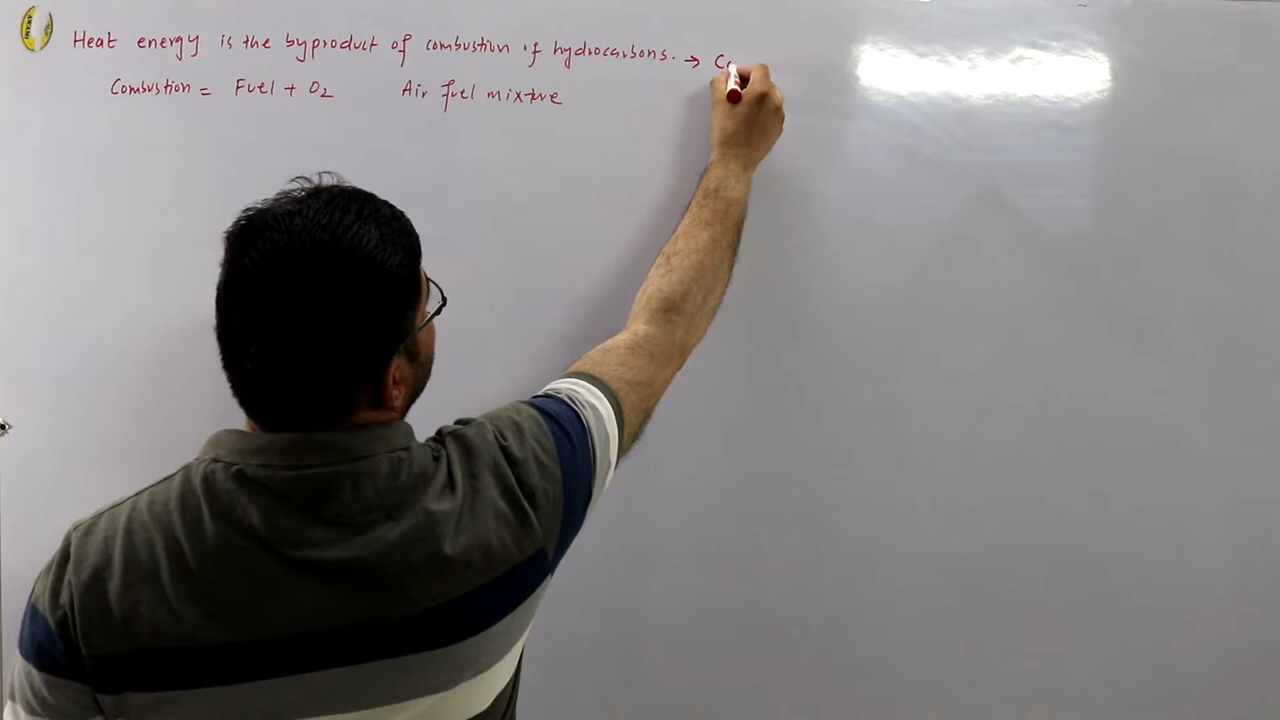 Heat energy is the byproduct of combustion of hydrocarbons. → C
Combustion = Fuel + O₂ Air fuel mixture